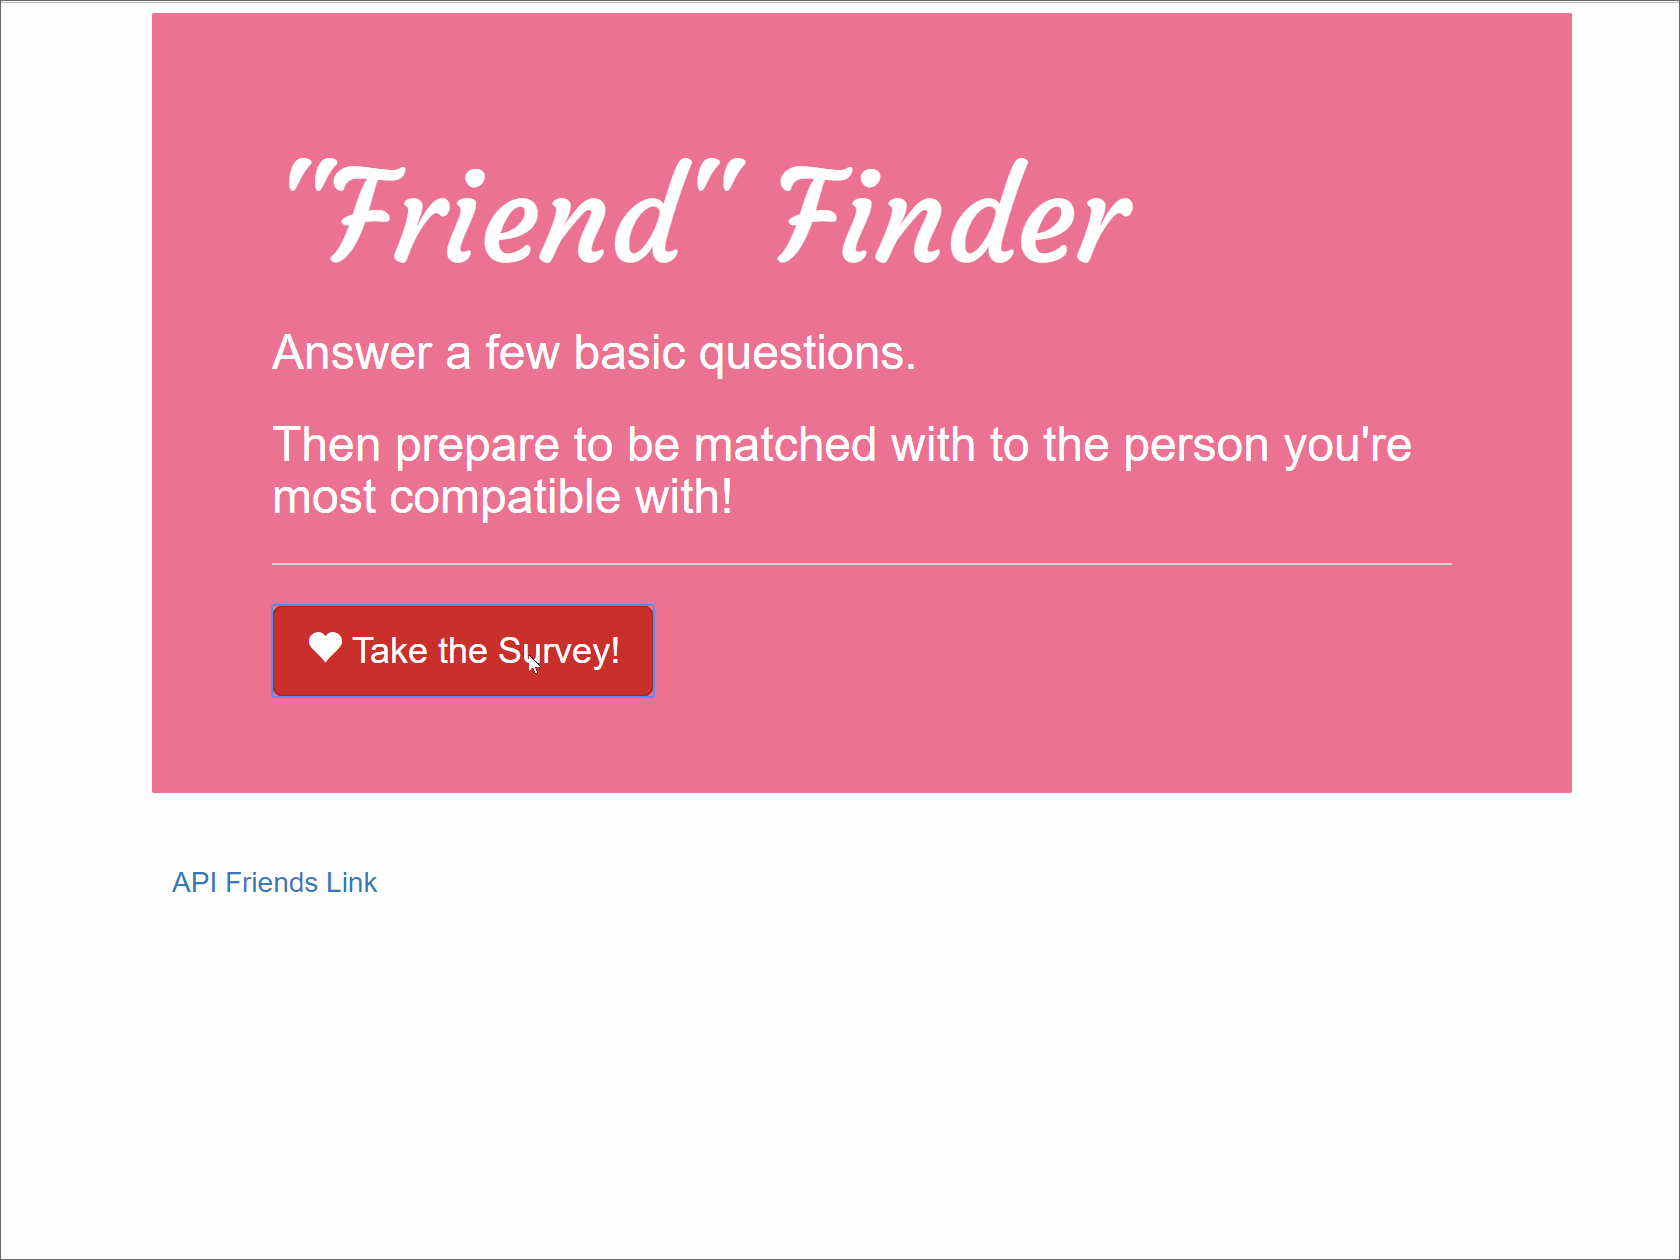 "Friend" Finder
Answer a few basic questions.
Then prepare to be matched with to the person you're
most compatible with!
Take the Survey!
API Friends Link